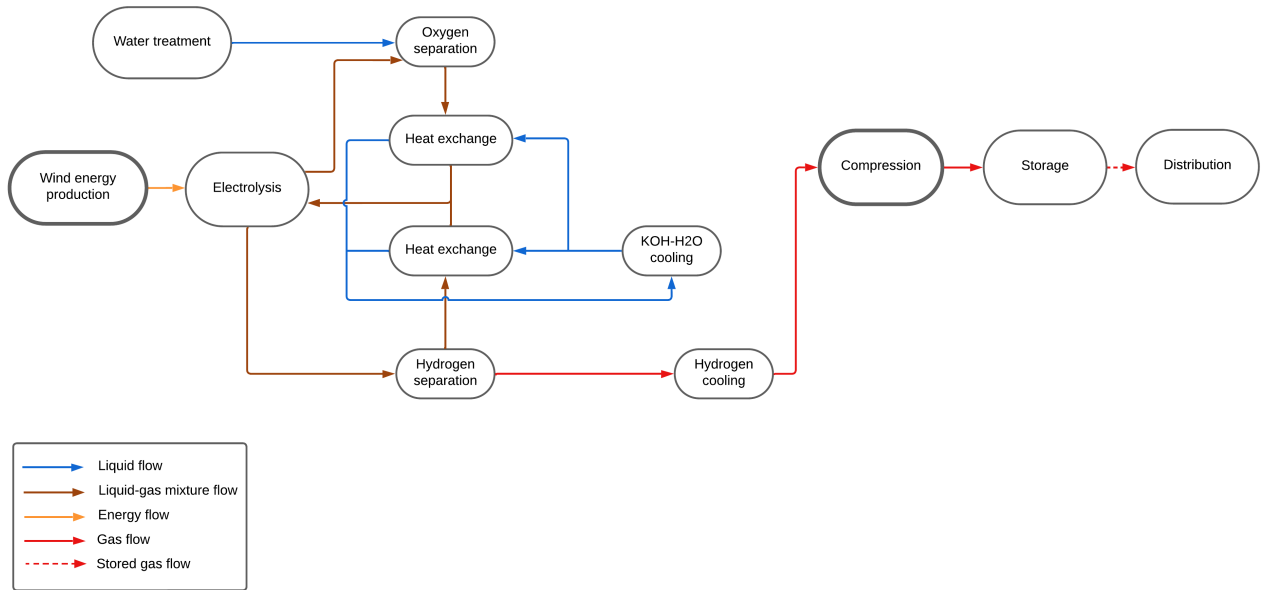 Water treatment
Oxygen
separation
Heat exchange
Wind energy
production
Electrolysis
Compression
Storage
Distribution
Heat exchange
KOH-H2O
cooling
Hydrogen
separation
Hydrogen
cooling
Liquid flow
Liquid-gas mixture flow
Energy flow
Gas flow
Stored gas flow